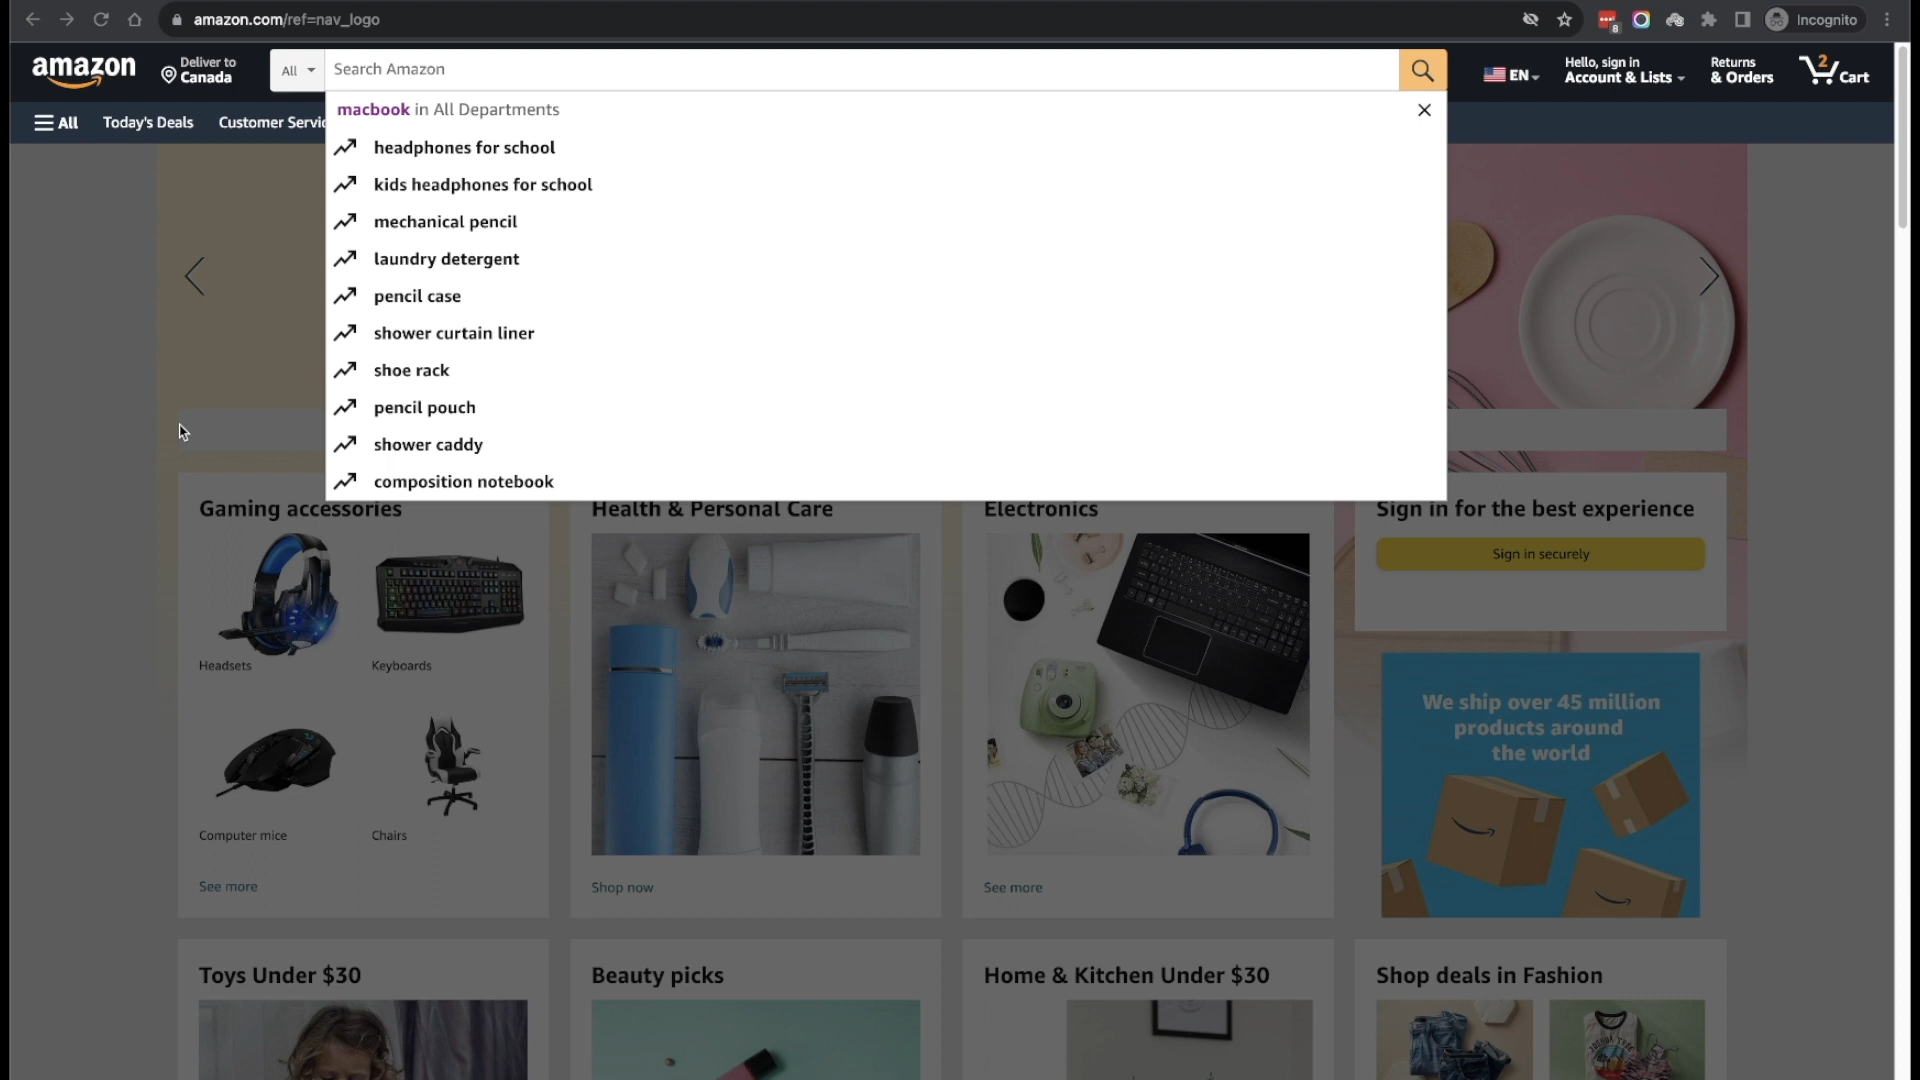 amazon.com/ref=nav_logo
8
Incognito
amazon
Deliver to
Canada
All
Search Amazon
EN
Hello, sign in
Account & Lists
Returns
& Orders
2
Cart
All
Today's Deals
Customer Servic
macbook in All Departments
headphones for school
kids headphones for school
mechanical pencil
laundry detergent
pencil case
shower curtain liner
shoe rack
pencil pouch
shower caddy
composition notebook
Gaming accessories
Headsets
Keyboards
Computer mice
Chairs
See more
Health & Personal Care
Shop now
Electronics
See more
Sign in for the best experience
Sign in securely
We ship over 45 million
products around
the world
Toys Under $30
Beauty picks
Home & Kitchen Under $30
Shop deals in Fashion